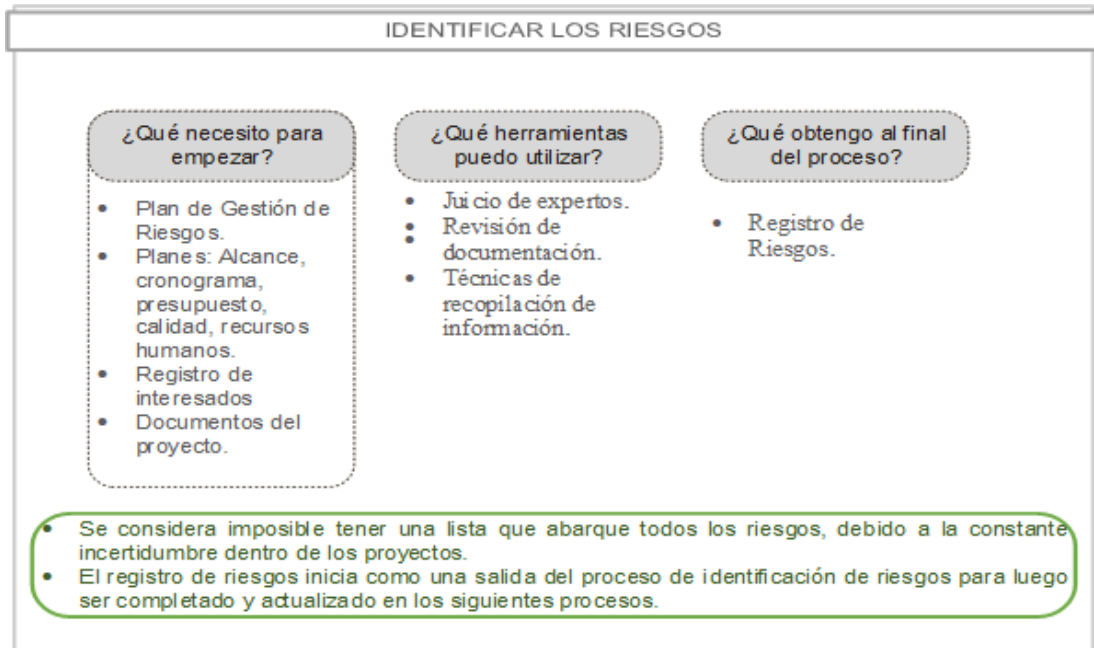 IDENTIFICAR LOS RIESGOS
¿Qué necesito para
empezar?
• Plan de Gestión de
Riesgos.
• Planes: Alcance,
cronograma,
presupuesto,
calidad, recursos
humanos.
• Registro de
interesados
• Documentos del
proyecto.
¿Qué herramientas
puedo utilizar?
• Juicio de expertos.
• Revisión de
• documentación.
• Técnicas de
recopilación de
información.
¿Qué obtengo al final
del proceso?
• Registro de
Riesgos.
• Se considera imposible tener una lista que abarque todos los riesgos, debido a la constante
incertidumbre dentro de los proyectos.
• El registro de riesgos inicia como una salida del proceso de identificación de riesgos para luego
ser completado y actualizado en los siguientes procesos.